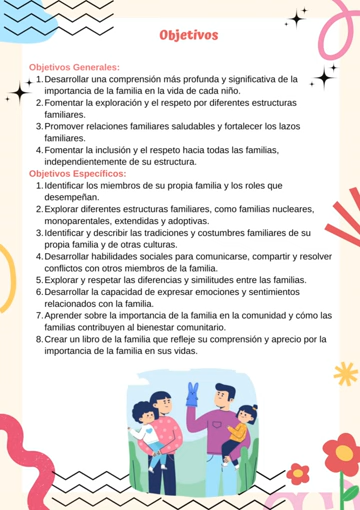 Objetivos
Objetivos Generales:
1. Desarrollar una comprensión más profunda y significativa de la
importancia de la familia en la vida de cada niño.
2. Fomentar la exploración y el respeto por diferentes estructuras
familiares.
3. Promover relaciones familiares saludables y fortalecer los lazos
familiares.
4. Fomentar la inclusión y el respeto hacia todas las familias,
independientemente de su estructura.
Objetivos Específicos:
1. Identificar los miembros de su propia familia y los roles que
desempeñan.
2. Explorar diferentes estructuras familiares, como familias nucleares,
monoparentales, extendidas y adoptivas.
3. Identificar y describir las tradiciones y costumbres familiares de su
propia familia y de otras culturas.
4. Desarrollar habilidades sociales para comunicarse, compartir y resolver
conflictos con otros miembros de la familia.
5. Explorar y respetar las diferencias y similitudes entre las familias.
6. Desarrollar la capacidad de expresar emociones y sentimientos
relacionados con la familia.
7. Aprender sobre la importancia de la familia en la comunidad y cómo las
familias contribuyen al bienestar comunitario.
8. Crear un libro de la familia que refleje su comprensión y aprecio por la
importancia de la familia en sus vidas.